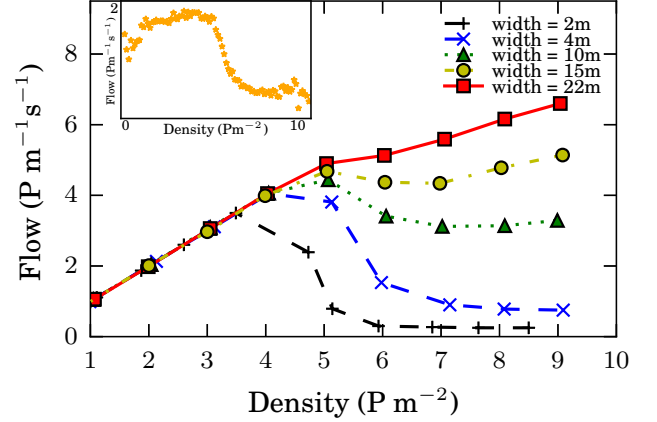 width = 2m
width = 4m
width = 10m
width = 15m
width = 22m
2
1
0
10
Flow (Pm⁻¹s⁻¹)
Density(Pm⁻²)
8
6
4
2
0
Flow (P m⁻¹s⁻¹)
1 2 3 4 5 6 7 8 9 10
Density (P m⁻²)